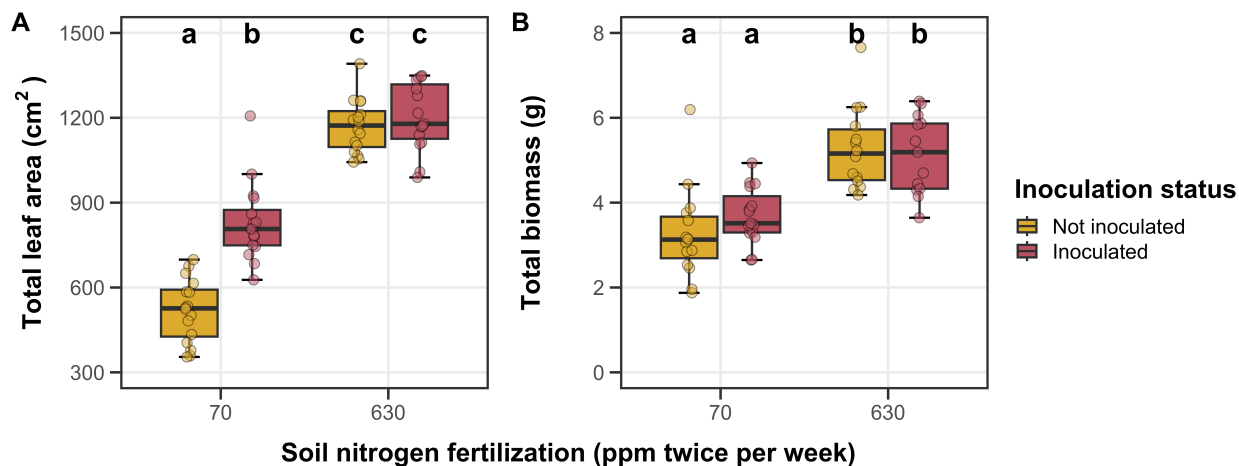 A
Total leaf area (cm²)
1500
1200
900
600
300
a b c c
70 630
B
Total biomass (g)
8
6
4
2
0
a a b b
70 630
Soil nitrogen fertilization (ppm twice per week)
Inoculation status
Not inoculated
Inoculated